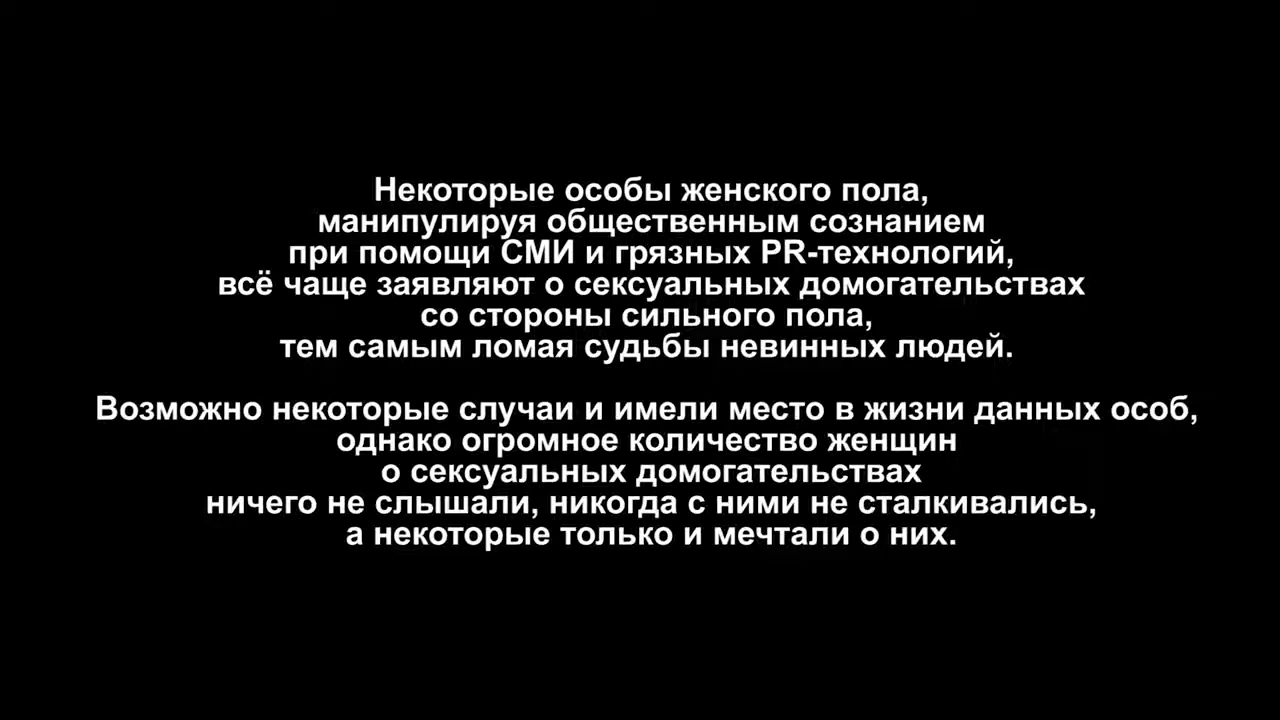 Некоторые особы женского пола,
манипулируя общественным сознанием
при помощи СМИ и грязных PR-технологий,
всё чаще заявляют о сексуальных домогательствах
со стороны сильного пола,
тем самым ломая судьбы невинных людей.
Возможно некоторые случаи и имели место в жизни данных особ,
однако огромное количество женщин
о сексуальных домогательствах
ничего не слышали, никогда с ними не сталкивались,
а некоторые только и мечтали о них.